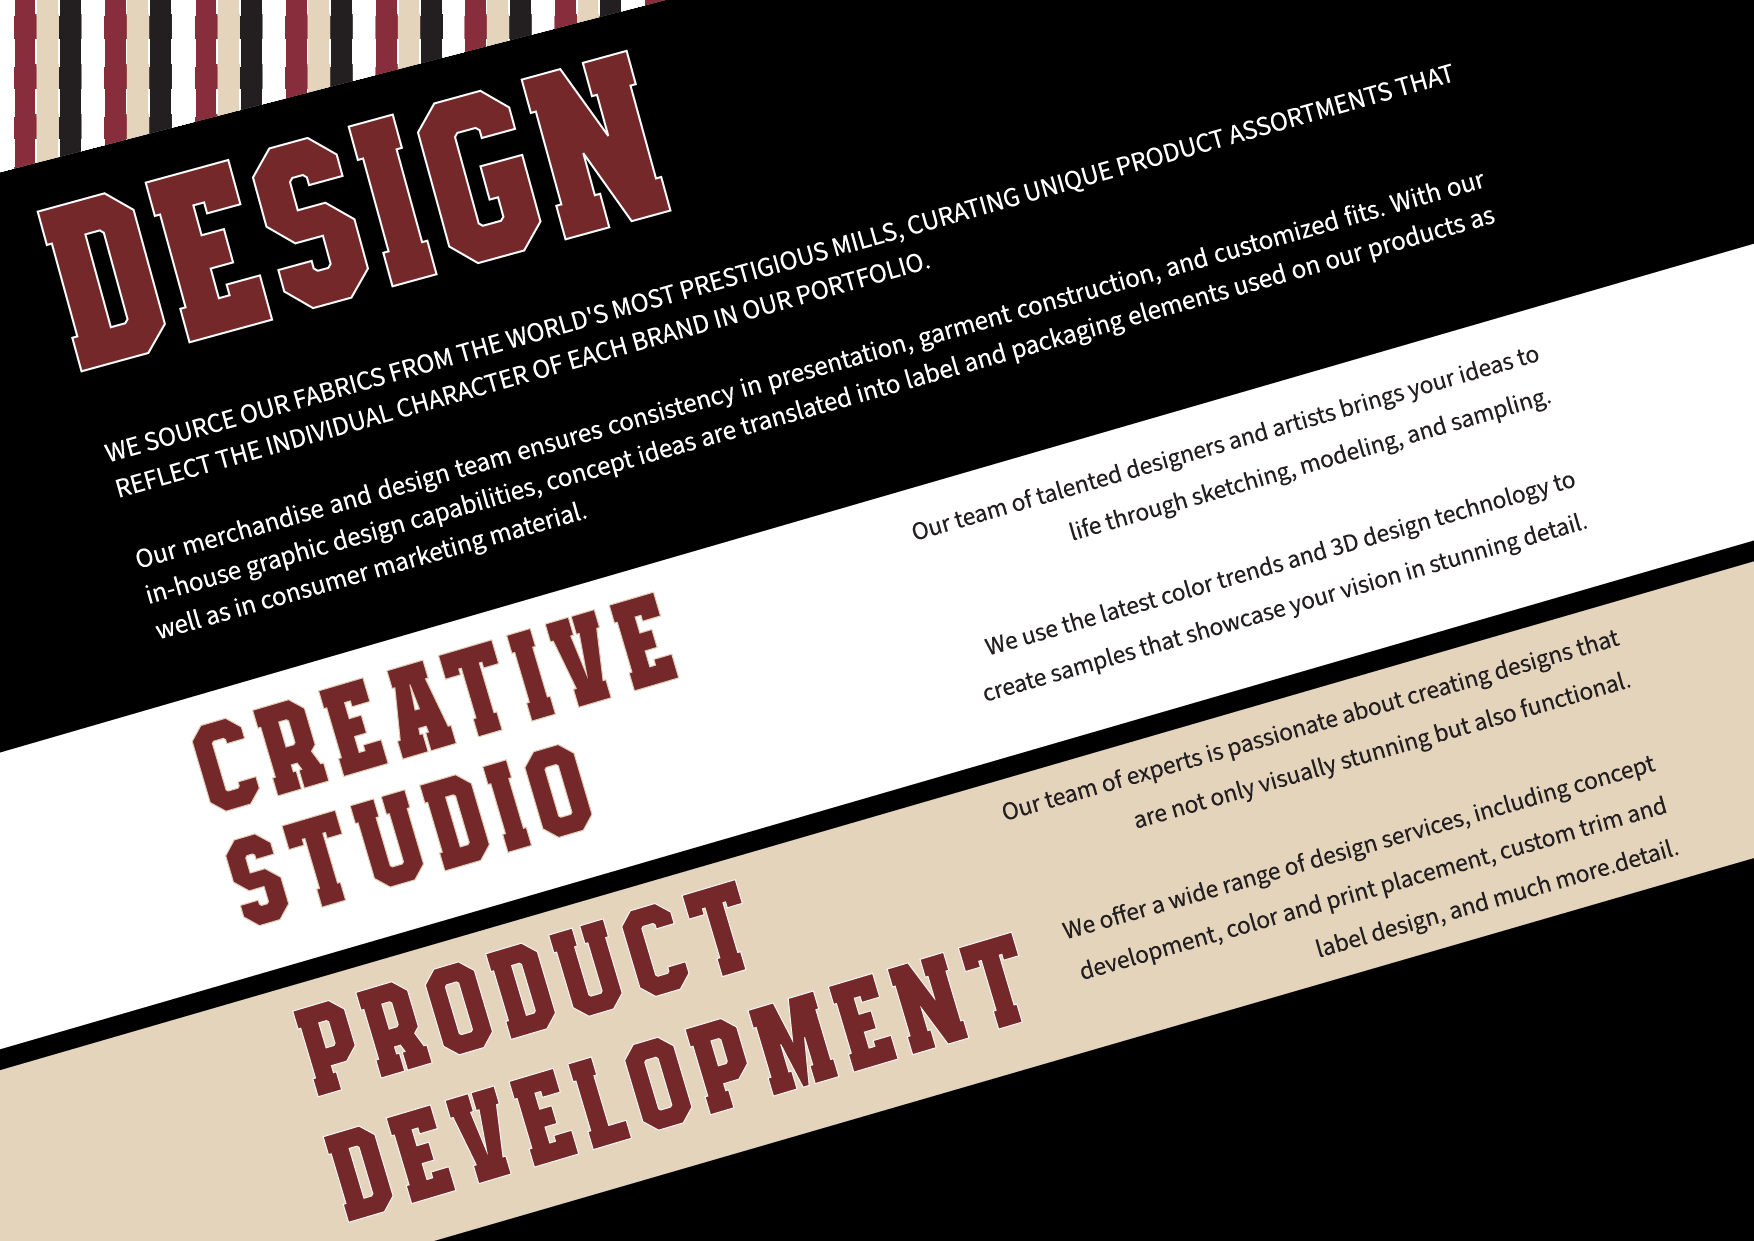 DESIGN
WE SOURCE OUR FABRICS FROM THE WORLD'S MOST PRESTIGIOUS MILLS, CURATING UNIQUE PRODUCT ASSORTMENTS THAT
REFLECT THE INDIVIDUAL CHARACTER OF EACH BRAND IN OUR PORTFOLIO.
Our merchandise and design team ensures consistency in presentation, garment construction, and customized fits. With our
in-house graphic design capabilities, concept ideas are translated into label and packaging elements used on our products as
well as in consumer marketing material.
CREATIVE
STUDIO
Our team of talented designers and artists brings your ideas to
life through sketching, modeling, and sampling.
We use the latest color trends and 3D design technology to
create samples that showcase your vision in stunning detail.
PRODUCT
DEVELOPMENT
Our team of experts is passionate about creating designs that
are not only visually stunning but also functional.
We offer a wide range of design services, including concept
development, color and print placement, custom trim and
label design, and much more.detail.